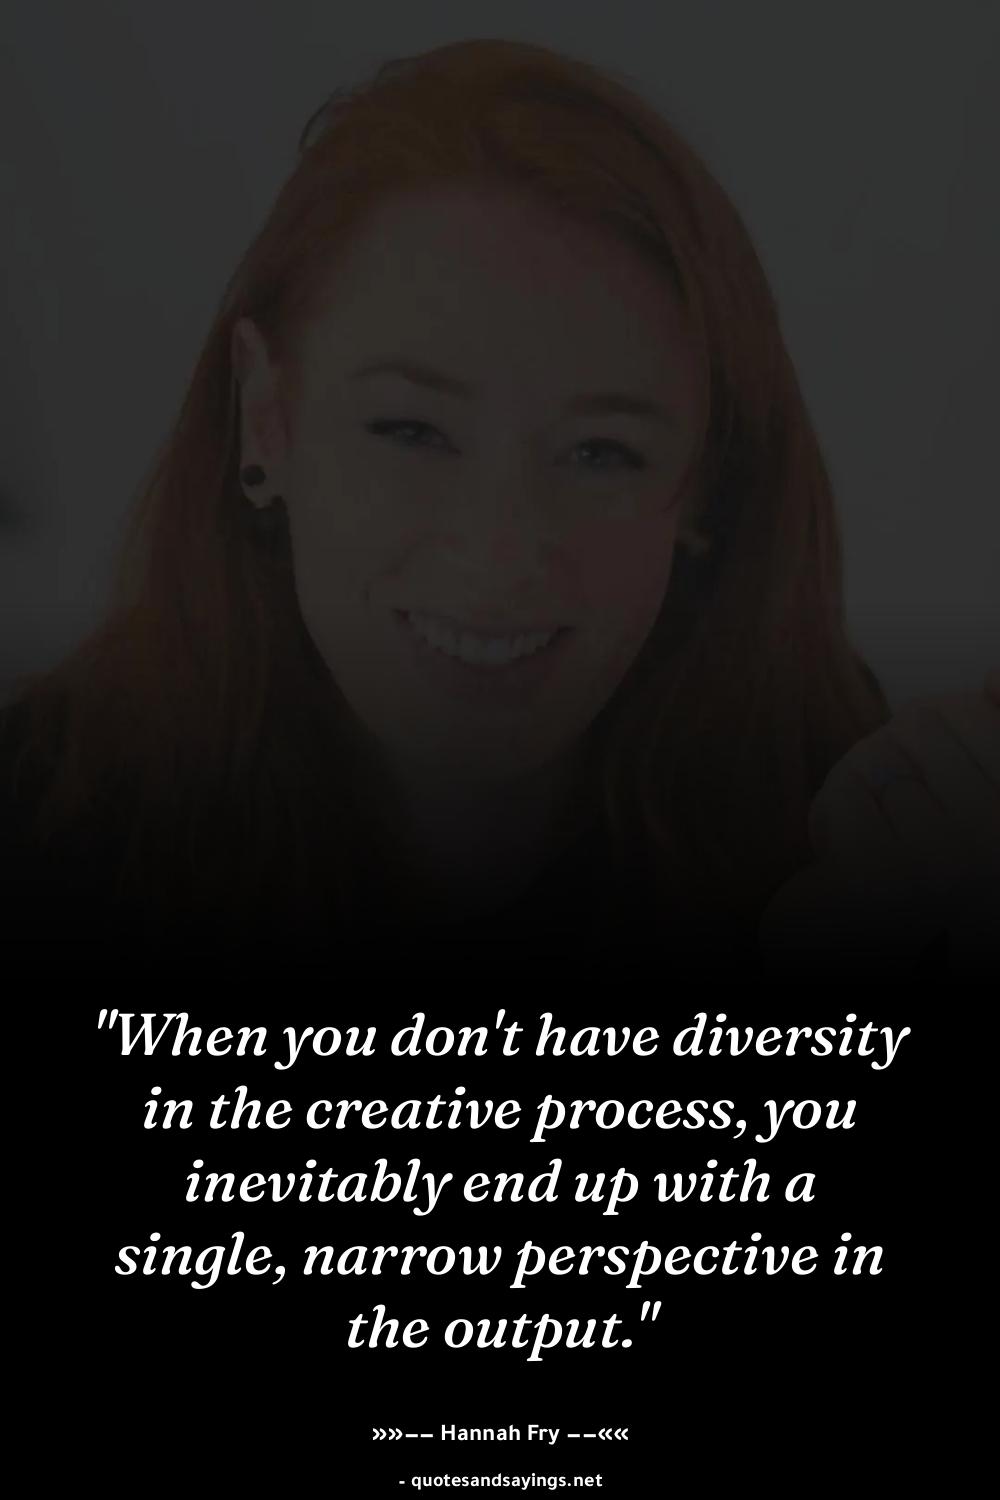 "When you don't have diversity
in the creative process, you
inevitably end up with a
single, narrow perspective in
the output."
»»−− Hannah Fry −−««
- quotesandsayings.net